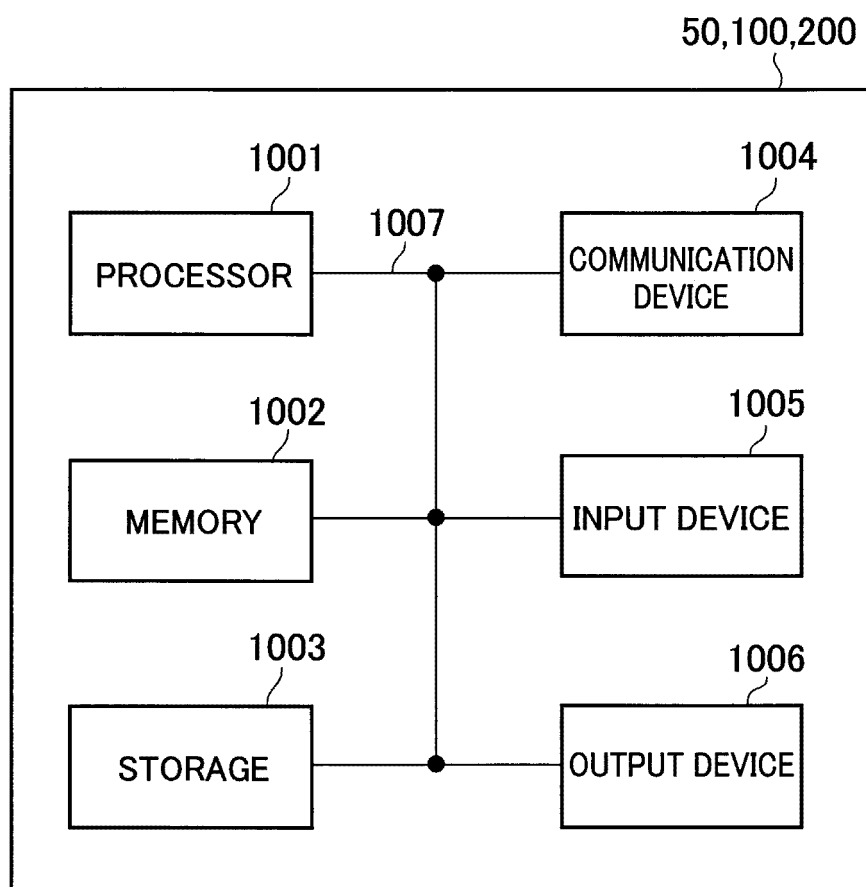 50,100,200
1001
PROCESSOR
1007
1004
COMMUNICATION
DEVICE
1002
MEMORY
1005
INPUT DEVICE
1003
STORAGE
1006
OUTPUT DEVICE